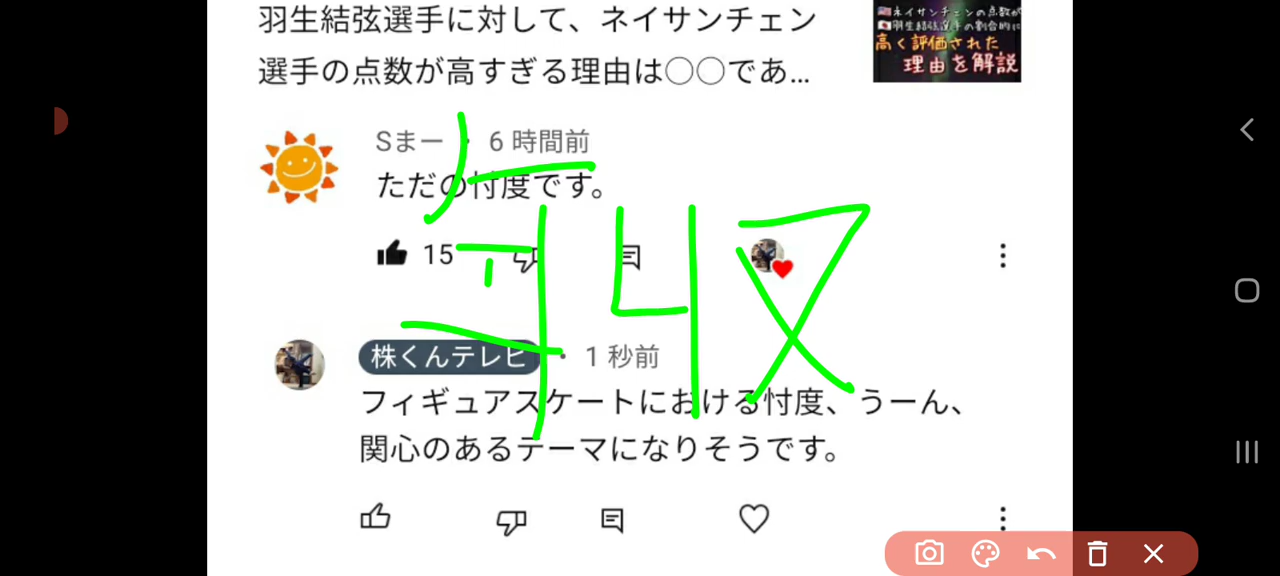 羽生結弦選手に対して、ネイサンチェン
選手の点数が高すぎる理由は〇〇であ...
ネイサンチェンの点数が
羽生結弦選手の割合的に
高く評価された
理由を解説
Sまー・6 時間前
ただの忖度です。
15
年収
株くんテレビ・1 秒前
フィギュアスケートにおける忖度、うーん、
関心のあるテーマになりそうです。